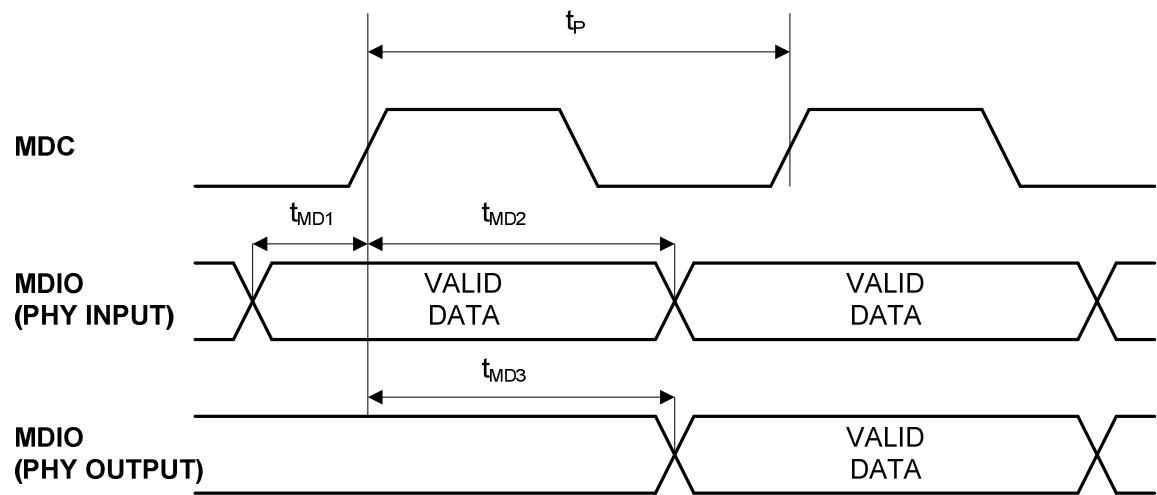 tP
MDC
tMD1
tMD2
MDIO
(PHY INPUT)
VALID
DATA
VALID
DATA
tMD3
MDIO
(PHY OUTPUT)
VALID
DATA